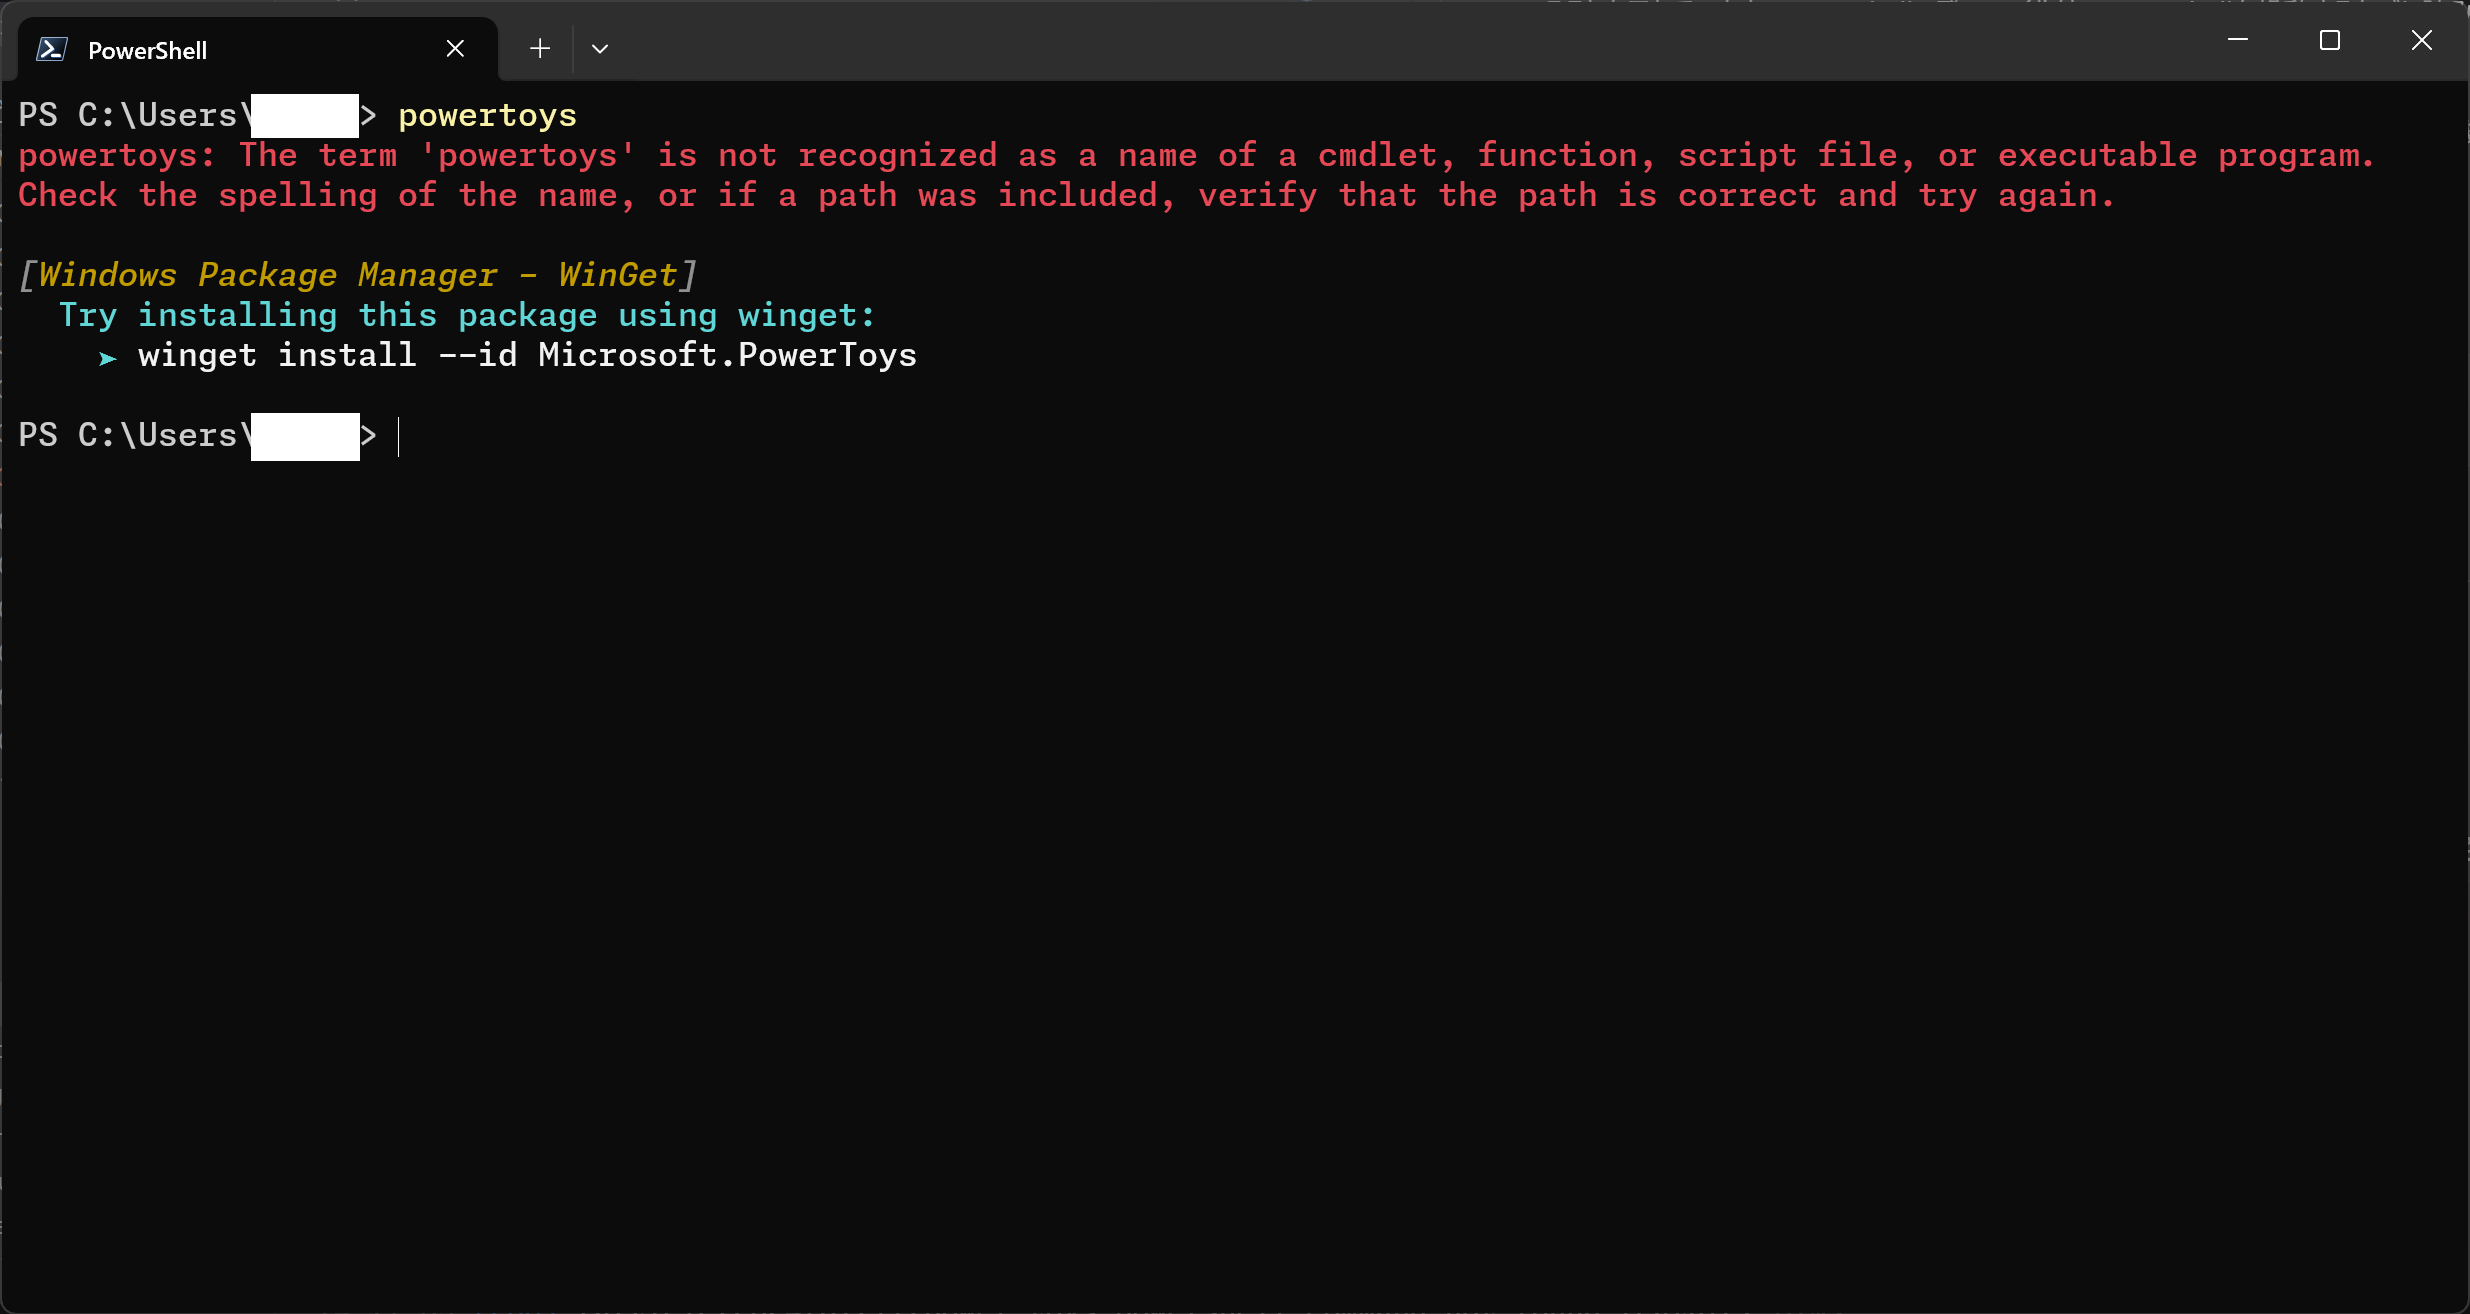 PowerShell
PS C:\Users\ > powertoys
powertoys: The term 'powertoys' is not recognized as a name of a cmdlet, function, script file, or executable program.
Check the spelling of the name, or if a path was included, verify that the path is correct and try again.
[Windows Package Manager - WinGet]
Try installing this package using winget:
➤ winget install --id Microsoft.PowerToys
PS C:\Users\ >